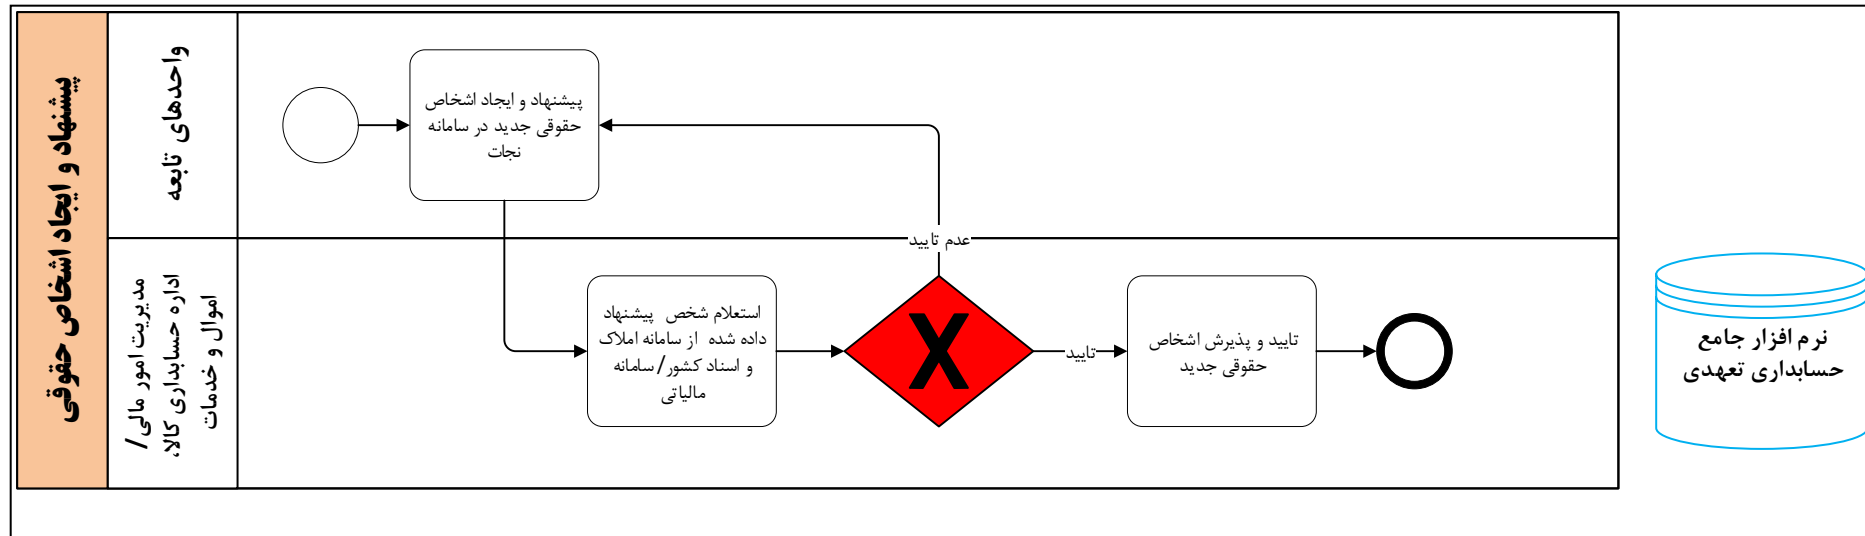 پیشنهاد و ایجاد اشخاص حقوقی
واحدهای تابعه
پیشنهاد و ایجاد اشخاص
حقوقی جدید در سامانه
نجات
عدم تایید
مدیریت امور مالی/
اداره حسابداری کالا،
اموال و خدمات
استعلام شخص پیشنهاد
داده شده از سامانه املاک
و اسناد کشور/سامانه
مالیاتی
X
تایید
تایید و پذیرش اشخاص
حقوقی جدید
نرم افزار جامع
حسابداری تعهدی